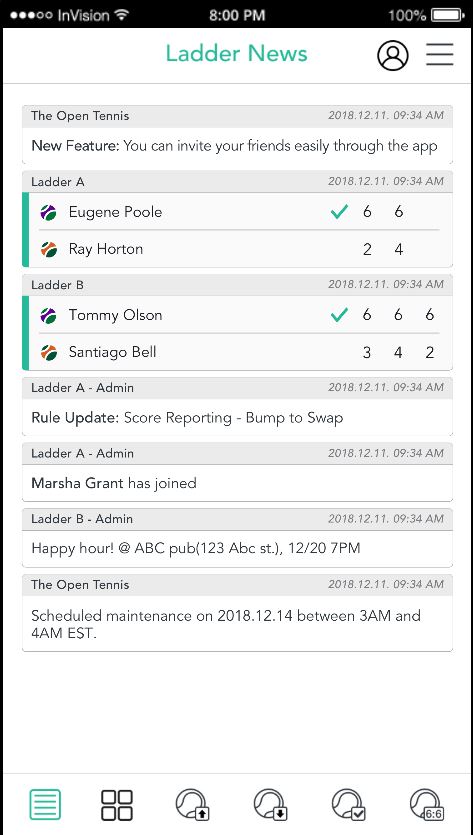 InVision 8:00 PM 100%
Ladder News
The Open Tennis 2018.12.11. 09:34 AM
New Feature: You can invite your friends easily through the app
Ladder A 2018.12.11. 09:34 AM
Eugene Poole 6 6
Ray Horton 2 4
Ladder B 2018.12.11. 09:34 AM
Tommy Olson 6 6 6
Santiago Bell 3 4 2
Ladder A - Admin 2018.12.11. 09:34 AM
Rule Update: Score Reporting - Bump to Swap
Ladder A - Admin 2018.12.11. 09:34 AM
Marsha Grant has joined
Ladder B - Admin 2018.12.11. 09:34 AM
Happy hour! @ ABC pub(123 Abc st.), 12/20 7PM
The Open Tennis 2018.12.11. 09:34 AM
Scheduled maintenance on 2018.12.14 between 3AM and
4AM EST.
6:6